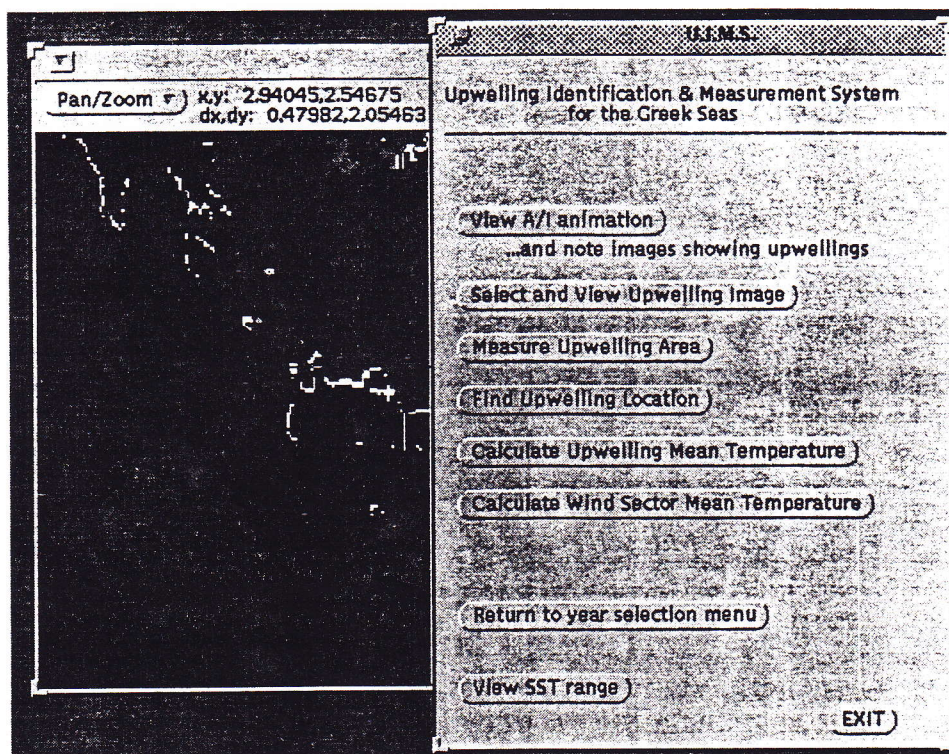 Pan/Zoom
x,y: 2.94045,2.54675
dx,dy: 0.47982,2.05463
U.I.M.S.
Upwelling Identification & Measurement System
for the Greek Seas
View A/I animation
...and note images showing upwellings
Select and View Upwelling Image
Measure Upwelling Area
Find Upwelling Location
Calculate Upwelling Mean Temperature
Calculate Wind Sector Mean Temperature
Return to year selection menu
View SST range
EXIT